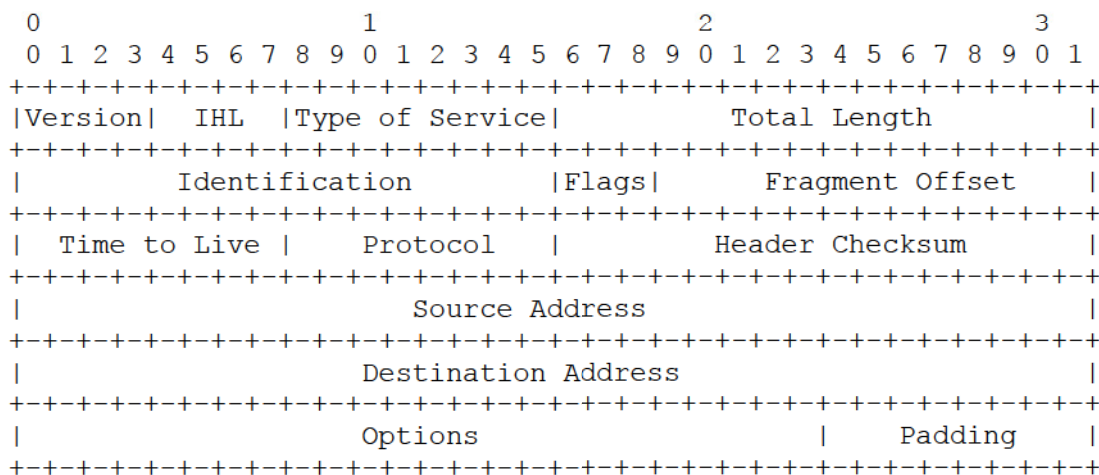 0                   1                   2                   3
0 1 2 3 4 5 6 7 8 9 0 1 2 3 4 5 6 7 8 9 0 1 2 3 4 5 6 7 8 9 0 1
+-+-+-+-+-+-+-+-+-+-+-+-+-+-+-+-+-+-+-+-+-+-+-+-+-+-+-+-+-+-+-+-+
|Version|  IHL  |Type of Service|          Total Length         |
+-+-+-+-+-+-+-+-+-+-+-+-+-+-+-+-+-+-+-+-+-+-+-+-+-+-+-+-+-+-+-+-+
|         Identification        |Flags|      Fragment Offset    |
+-+-+-+-+-+-+-+-+-+-+-+-+-+-+-+-+-+-+-+-+-+-+-+-+-+-+-+-+-+-+-+-+
|  Time to Live |    Protocol   |         Header Checksum       |
+-+-+-+-+-+-+-+-+-+-+-+-+-+-+-+-+-+-+-+-+-+-+-+-+-+-+-+-+-+-+-+-+
|                       Source Address                          |
+-+-+-+-+-+-+-+-+-+-+-+-+-+-+-+-+-+-+-+-+-+-+-+-+-+-+-+-+-+-+-+-+
|                    Destination Address                        |
+-+-+-+-+-+-+-+-+-+-+-+-+-+-+-+-+-+-+-+-+-+-+-+-+-+-+-+-+-+-+-+-+
|                    Options                    |    Padding    |
+-+-+-+-+-+-+-+-+-+-+-+-+-+-+-+-+-+-+-+-+-+-+-+-+-+-+-+-+-+-+-+-+